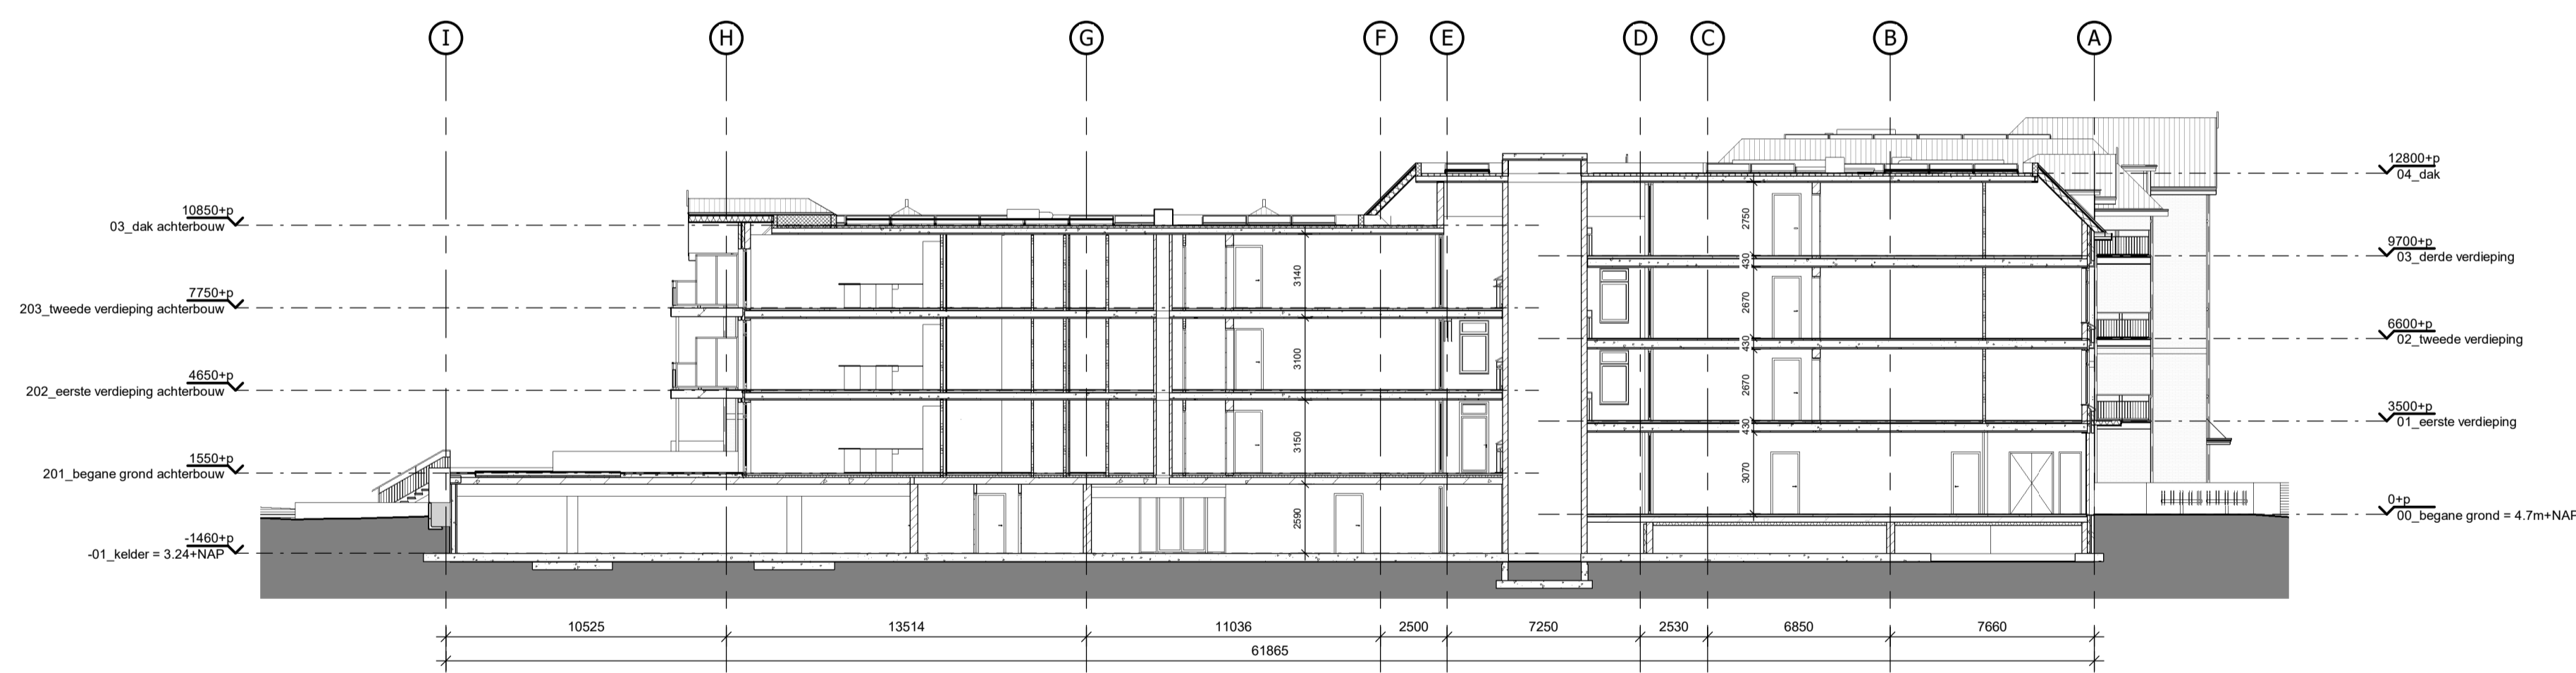 I
H
G
F
E
D
C
B
A
10850+p
03_dak achterbouw
7750+p
203_tweede verdieping achterbouw
4650+p
202_eerste verdieping achterbouw
1550+p
201_begane grond achterbouw
-1460+p
-01_kelder = 3.24+NAP
3140
3100
3150
2590
2750
430
2670
430
2670
430
3070
12800+p
04_dak
9700+p
03_derde verdieping
6600+p
02_tweede verdieping
3500+p
01_eerste verdieping
0+p
00_begane grond = 4.7m+NAP
10525
13514
11036
2500
7250
2530
6850
7660
61865